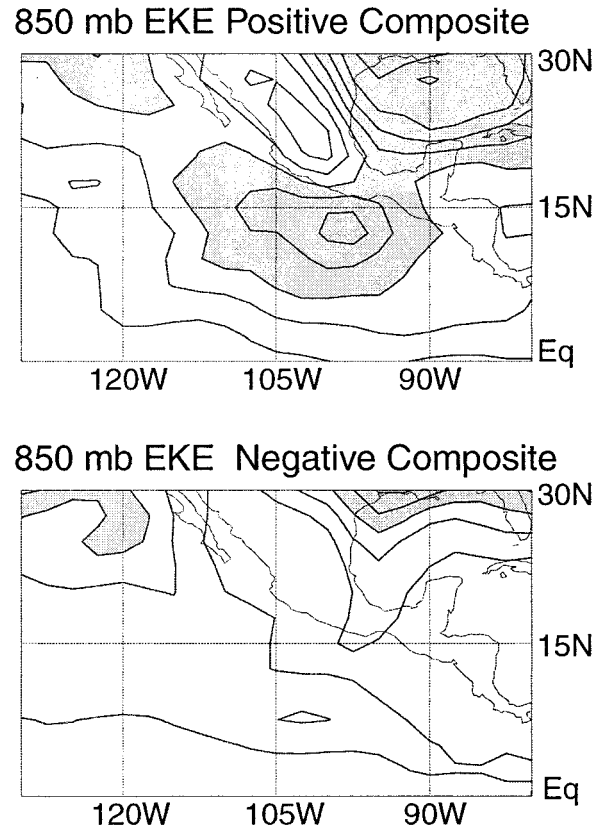 850 mb EKE Positive Composite
30N
15N
Eq
120W 105W 90W
850 mb EKE Negative Composite
30N
15N
Eq
120W 105W 90W